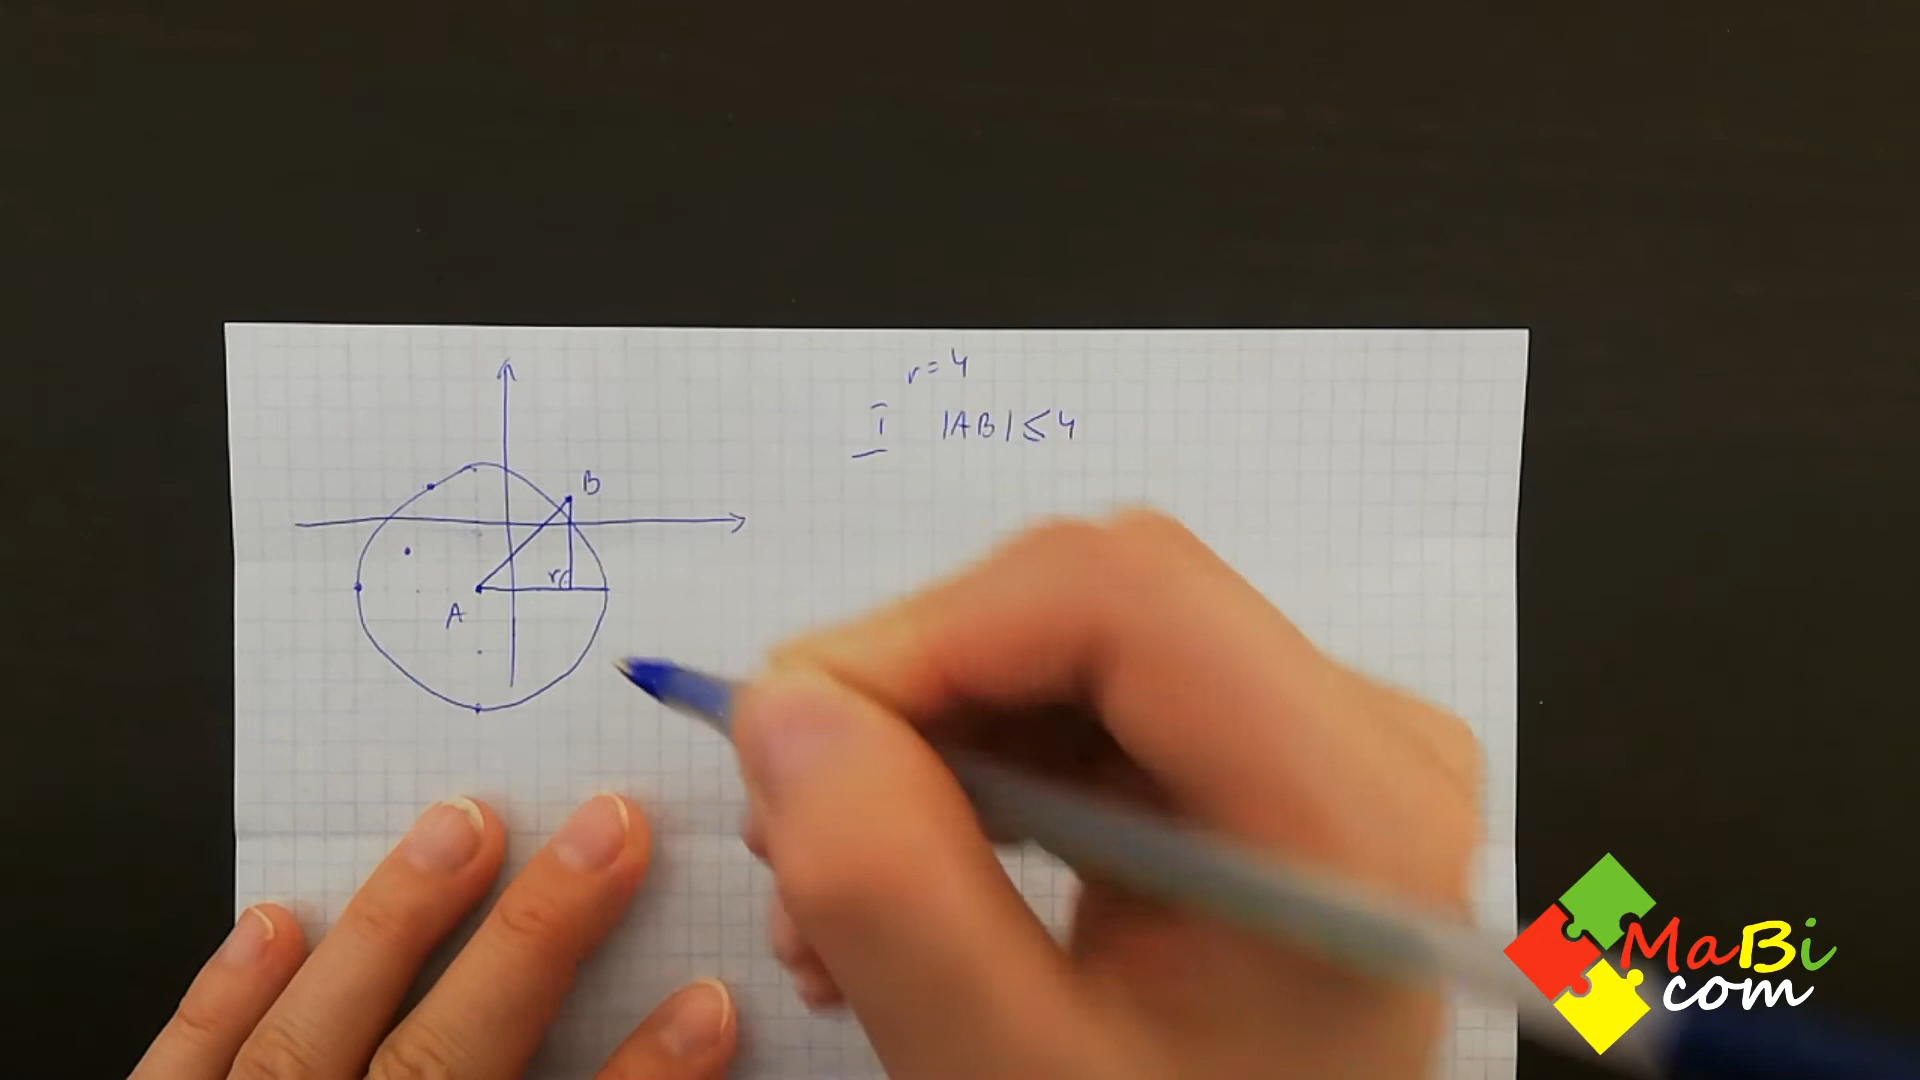 r = 4
I |AB| ≤ 4
B
r
A
MaBi
com